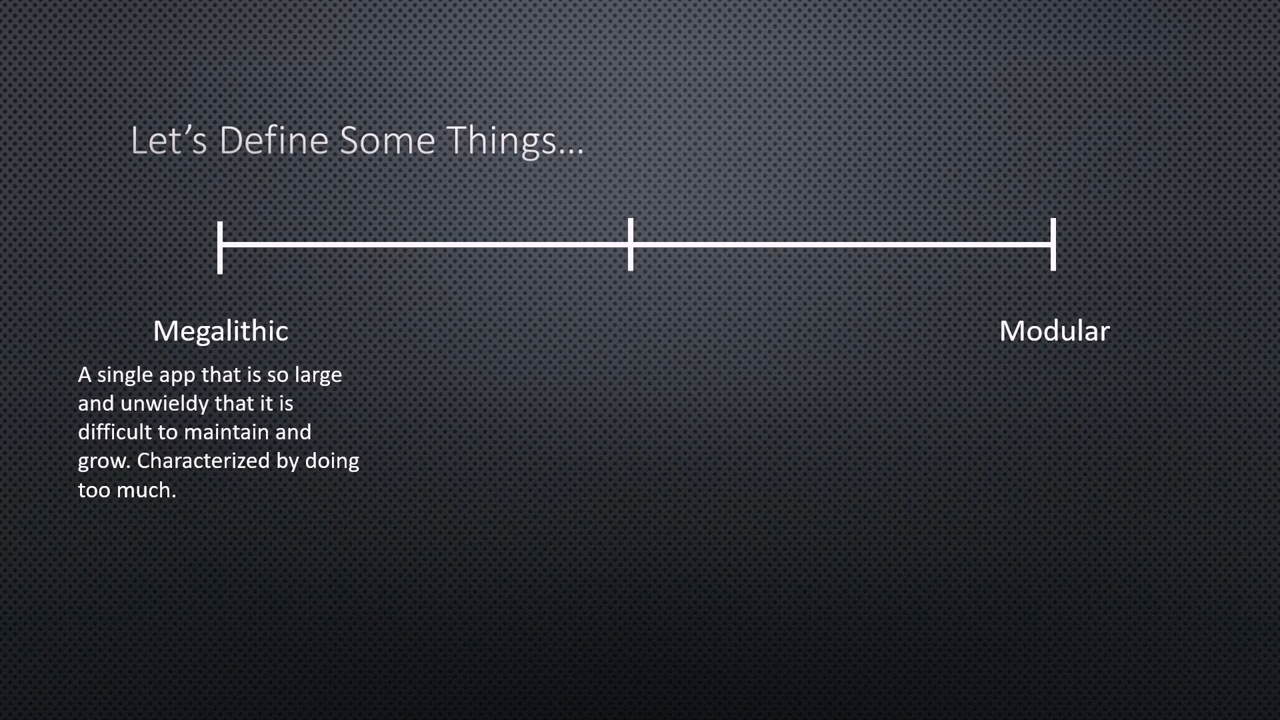 Let's Define Some Things...
Megalithic
Modular
A single app that is so large
and unwieldy that it is
difficult to maintain and
grow. Characterized by doing
too much.